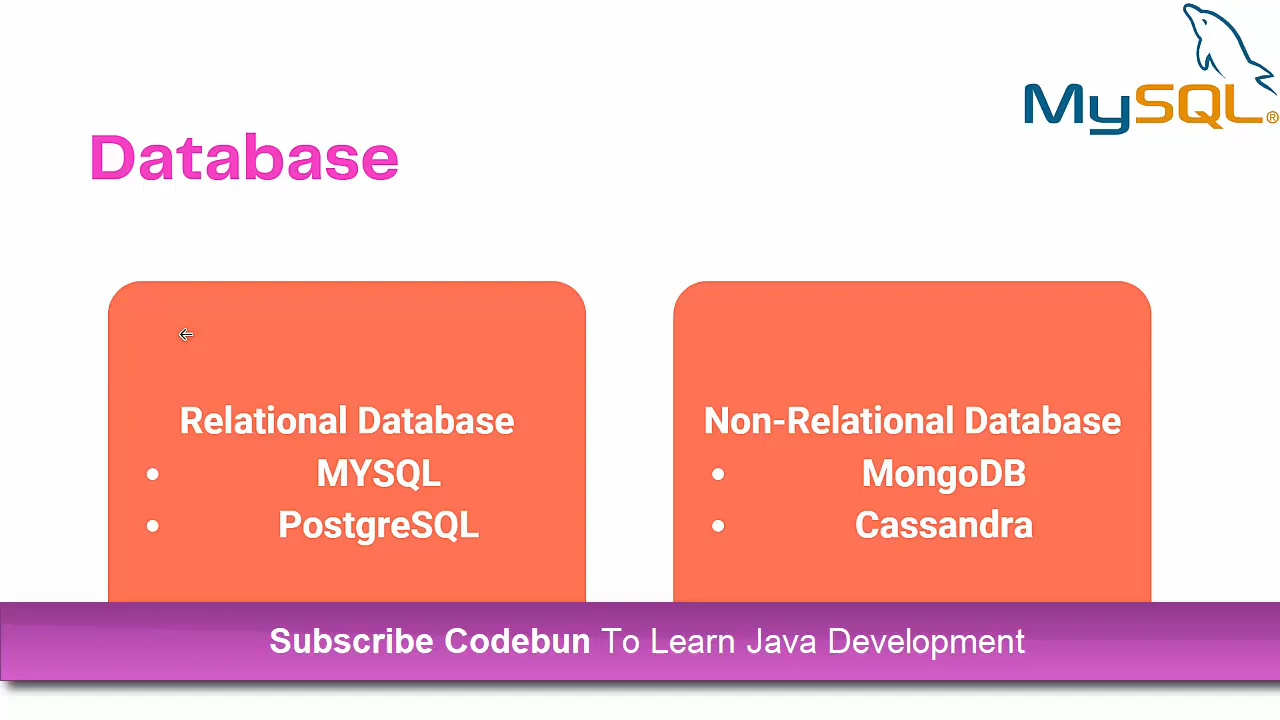 MySQL®
Database
Relational Database
• MYSQL
• PostgreSQL
Non-Relational Database
• MongoDB
• Cassandra
Subscribe Codebun To Learn Java Development